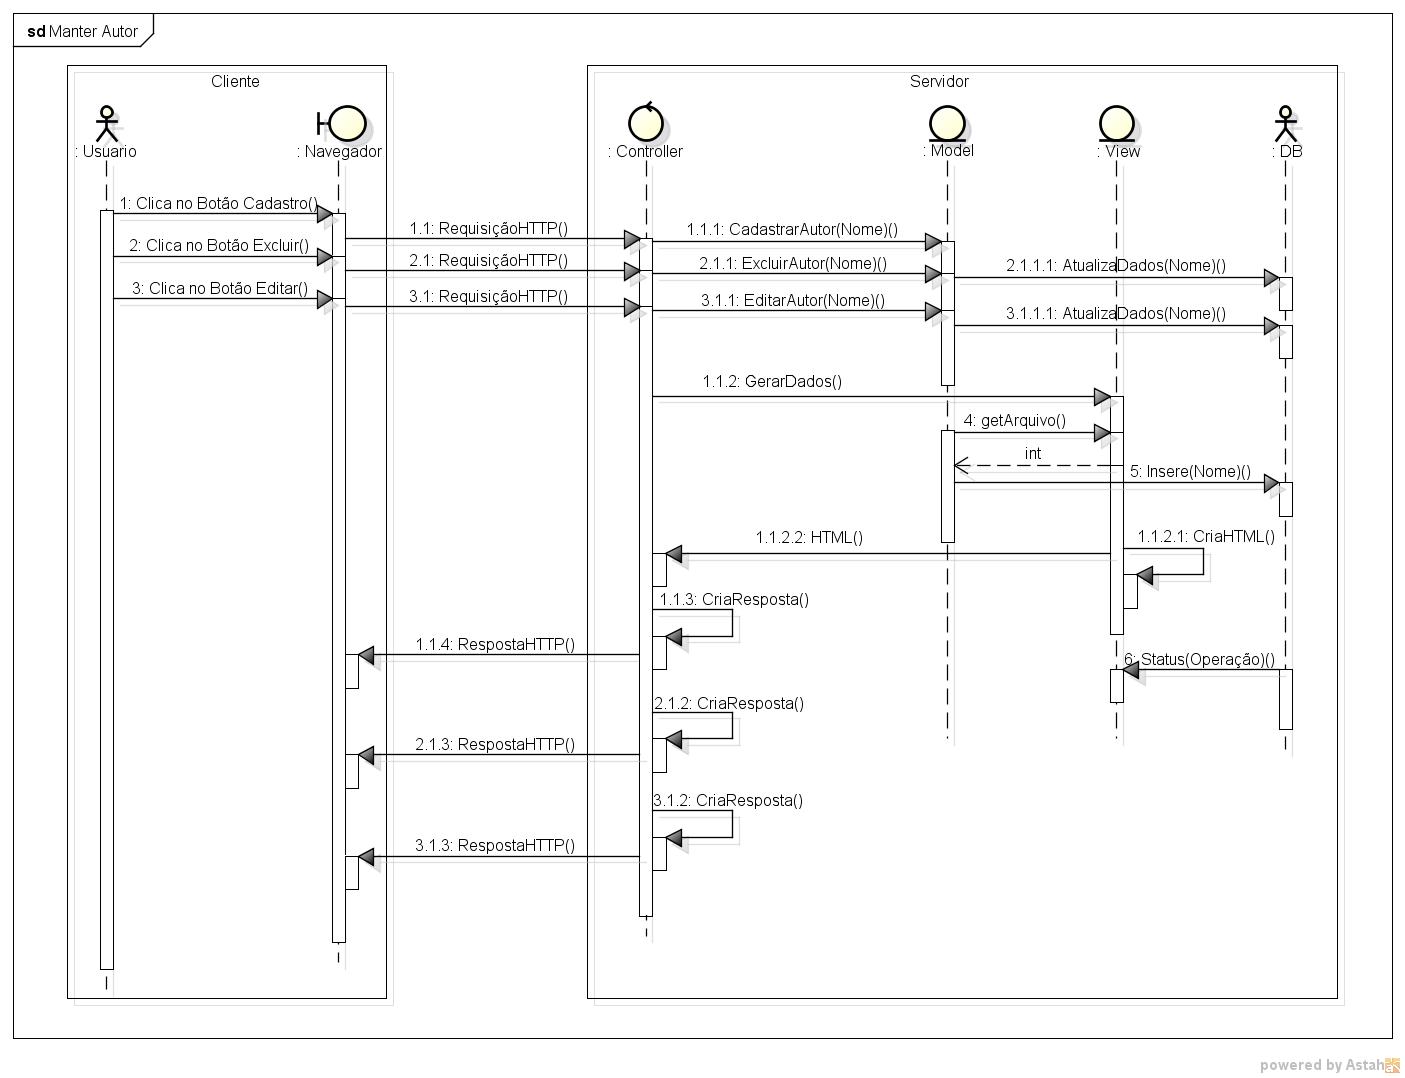 sd Manter Autor
Cliente
Servidor
: Usuario
: Navegador
: Controller
: Model
: View
: DB
1: Clica no Botão Cadastro()
1.1: RequisiçãoHTTP()
1.1.1: CadastrarAutor(Nome)()
2: Clica no Botão Excluir()
2.1: RequisiçãoHTTP()
2.1.1: ExcluirAutor(Nome)()
2.1.1.1: AtualizaDados(Nome)()
3: Clica no Botão Editar()
3.1: RequisiçãoHTTP()
3.1.1: EditarAutor(Nome)()
3.1.1.1: AtualizaDados(Nome)()
1.1.2: GerarDados()
4: getArquivo()
int
5: Insere(Nome)()
1.1.2.2: HTML()
1.1.2.1: CriaHTML()
1.1.3: CriaResposta()
1.1.4: RespostaHTTP()
6: Status(Operação)()
2.1.2: CriaResposta()
2.1.3: RespostaHTTP()
3.1.2: CriaResposta()
3.1.3: RespostaHTTP()
powered by Astah